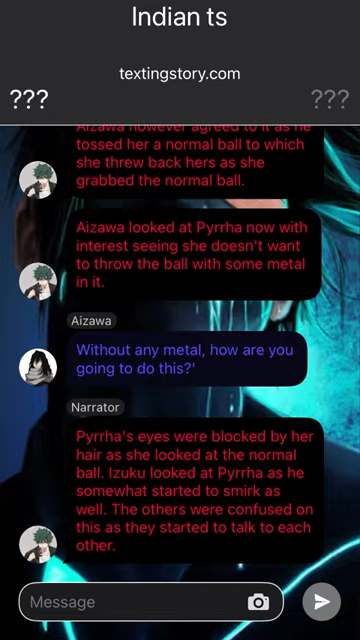 Indian ts
textingstory.com
???
???
Aizawa however agreed to it as he
tossed her a normal ball to which
she threw back hers as she
grabbed the normal ball.
Aizawa looked at Pyrrha now with
interest seeing she doesn't want
to throw the ball with some metal
in it.
Aizawa
Without any metal, how are you
going to do this?'
Narrator
Pyrrha's eyes were blocked by her
hair as she looked at the normal
ball. Izuku looked at Pyrrha as he
somewhat started to smirk as
well. The others were confused on
this as they started to talk to each
other.
Message